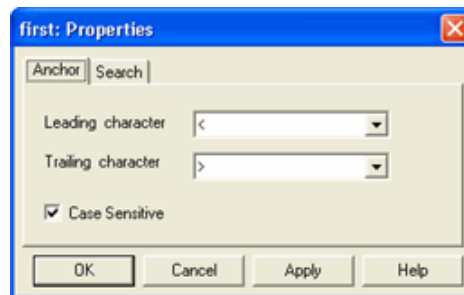 first: Properties
Anchor Search
Leading character <
Trailing character >
Case Sensitive
OK Cancel Apply Help